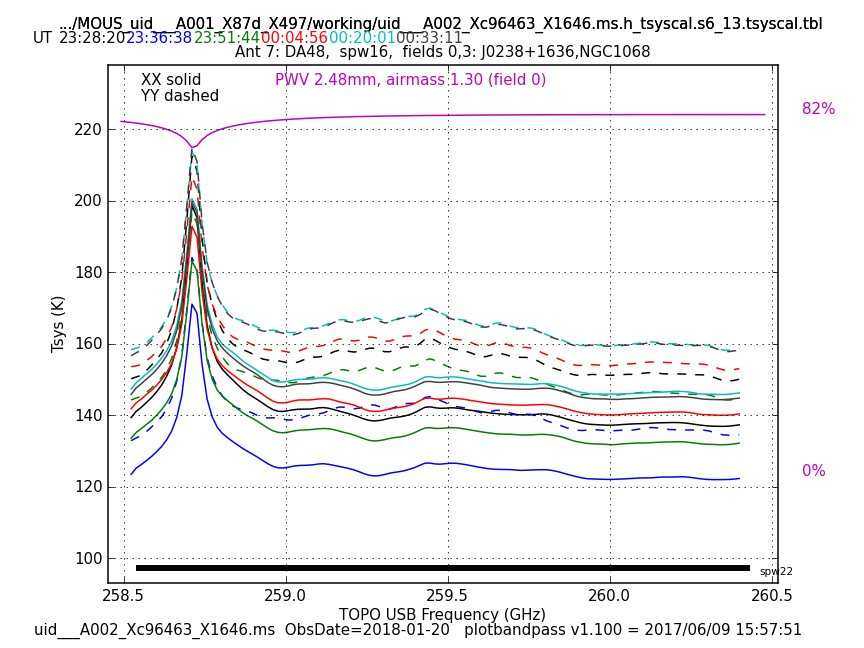 .../MOUS_uid___A001_X87d_X497/working/uid___A002_Xc96463_X1646.ms.h_tsyscal.s6_13.tsyscal.tbl
UT 23:28:20 23:36:38 23:51:44 00:04:56 00:20:01 00:33:11
Ant 7: DA48, spw16, fields 0,3: J0238+1636,NGC1068
XX solid
PWV 2.48mm, airmass 1.30 (field 0)
YY dashed
82%
220
200
180
160
140
120
100
Tsys (K)
0%
spw22
258.5 259.0 259.5 260.0 260.5
TOPO USB Frequency (GHz)
uid___A002_Xc96463_X1646.ms ObsDate=2018-01-20 plotbandpass v1.100 = 2017/06/09 15:57:51